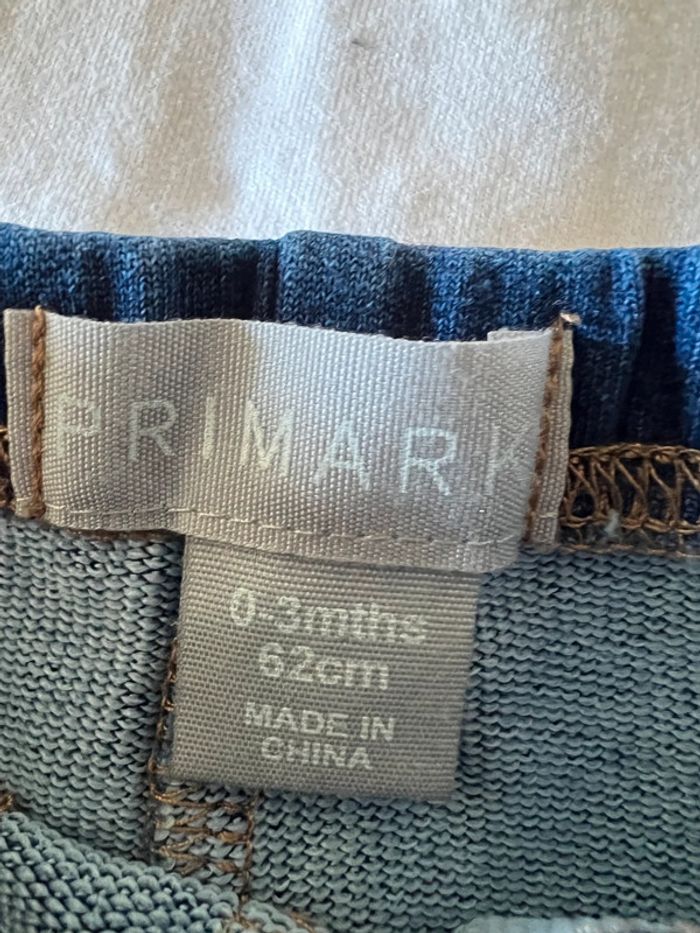 PRIMARK
0-3mths
62cm
MADE IN
CHINA